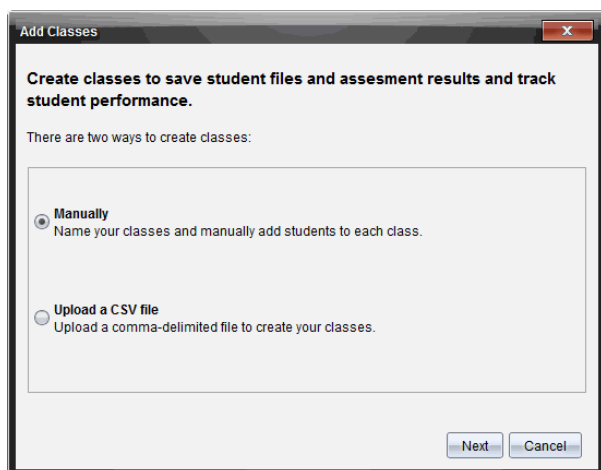 Add Classes
Create classes to save student files and assesment results and track
student performance.
There are two ways to create classes:
Manually
Name your classes and manually add students to each class.
Upload a CSV file
Upload a comma-delimited file to create your classes.
Next Cancel